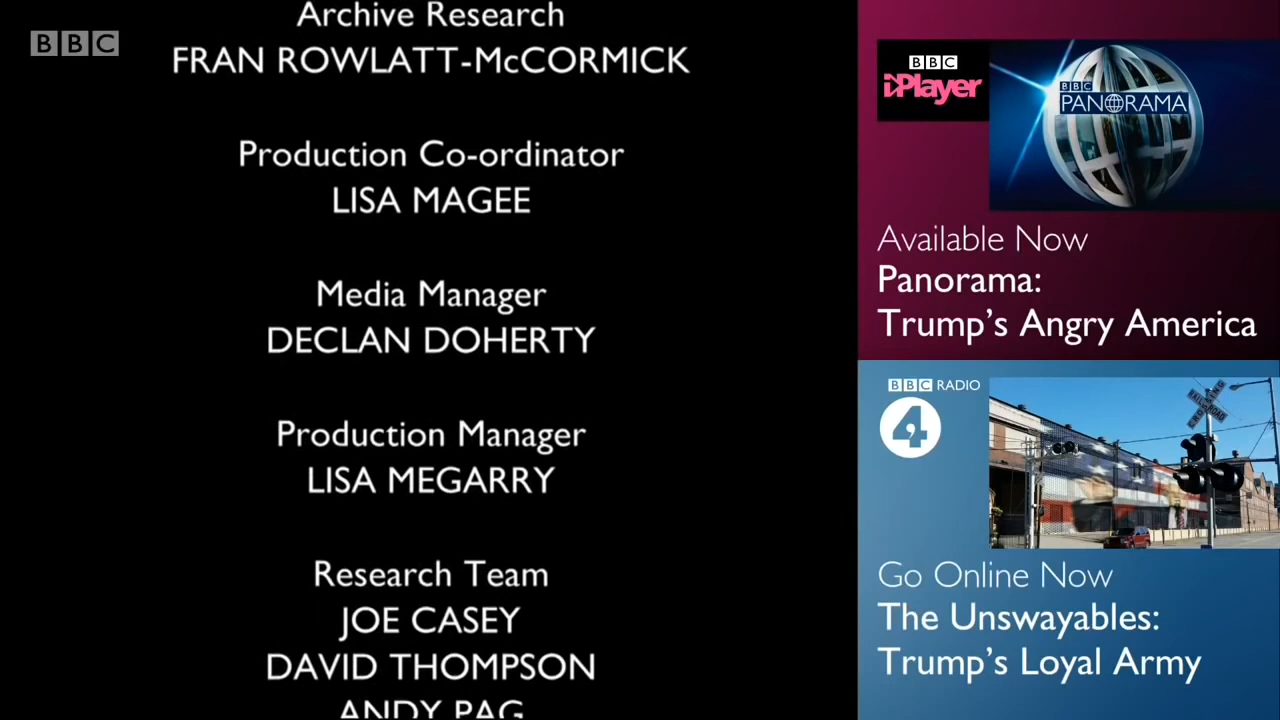 BBC
Archive Research
FRAN ROWLATT-McCORMICK
Production Co-ordinator
LISA MAGEE
Media Manager
DECLAN DOHERTY
Production Manager
LISA MEGARRY
Research Team
JOE CASEY
DAVID THOMPSON
ANDY PAG
BBC
iPlayer
BBC
PANORAMA
Available Now
Panorama:
Trump's Angry America
BBC RADIO
4
Go Online Now
The Unswayables:
Trump's Loyal Army